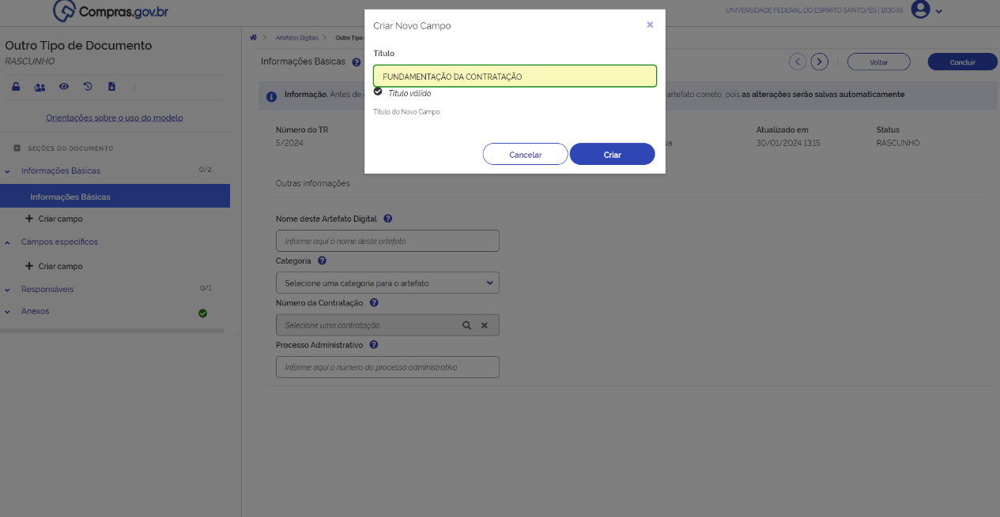 Compras.gov.br
UNIVERSIDADE FEDERAL DO ESPIRITO SANTO/ES | 153046
Outro Tipo de Documento
RASCUNHO
Orientações sobre o uso do modelo
SEÇÕES DO DOCUMENTO
Informações Básicas 0/2
Informações Básicas
Criar campo
Campos específicos
Criar campo
Responsáveis 0/1
Anexos
Artefatos Digitais > Outro Tipo
Informações Básicas
Voltar
Concluir
Informação. Antes de
artefato correto, pois as alterações serão salvas automaticamente
Número do TR
5/2024
Atualizado em
30/01/2024 13:15
Status
RASCUNHO
Outras informações
Nome deste Artefato Digital
Informe aqui o nome deste artefato
Categoria
Selecione uma categoria para o artefato
Número da Contratação
Selecione uma contratação
Processo Administrativo
Informe aqui o número do processo administrativo
Criar Novo Campo
Título
FUNDAMENTAÇÃO DA CONTRATAÇÃO
Título válido
Título do Novo Campo
Cancelar
Criar